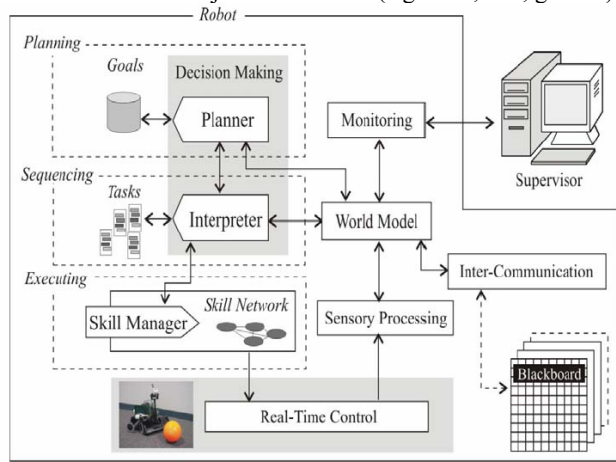 Robot
Planning
Goals
Decision Making
Planner
Monitoring
Supervisor
Sequencing
Tasks
Interpreter
World Model
Inter-Communication
Executing
Skill Manager
Skill Network
Sensory Processing
Blackboard
Real-Time Control